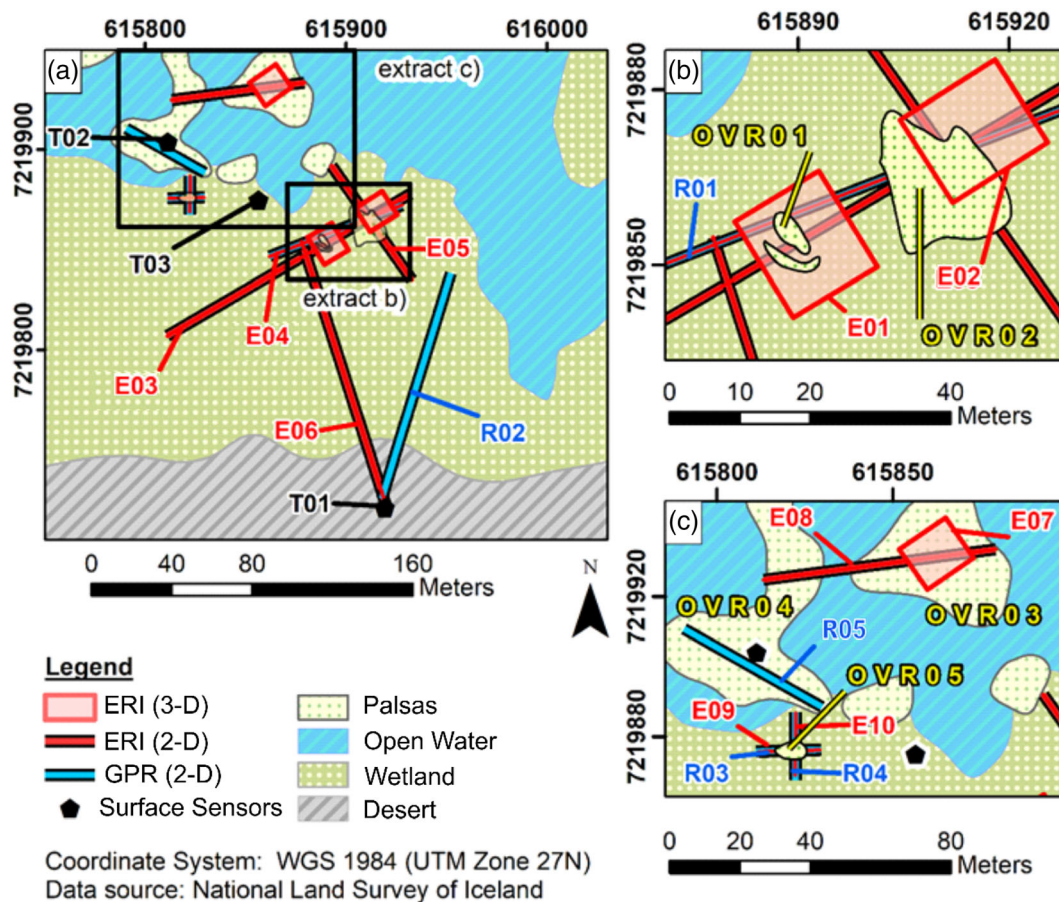 615800 615900 616000
(a)
extract c)
T02
7219900
T03
E05
extract b)
E04
7219800
E03
E06
R02
T01
0 40 80 160
Meters
N
615890 615920
(b)
7219880
OVR01
R01
7219850
E02
E01
OVR02
0 10 20 40
Meters
615800 615850
(c)
E08 E07
7219920
OVR04 OVR03
R05
OVR05
7219880
E09 E10
R03 R04
0 20 40 80
Meters
Legend
ERI (3-D)
ERI (2-D)
GPR (2-D)
Surface Sensors
Palsas
Open Water
Wetland
Desert
Coordinate System: WGS 1984 (UTM Zone 27N)
Data source: National Land Survey of Iceland